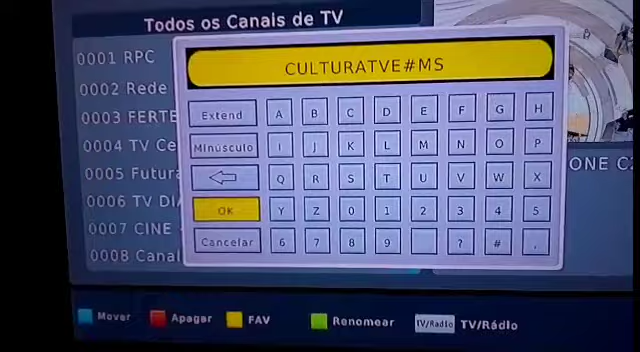 Todos os Canais de TV
CULTURATVE#MS
0001 RPC
0002 Rede
0003 FERTE
0004 TV Ce
0005 Futura
0006 TV DIA
0007 CINE
0008 Canal
Extend A B C D E F G H
Minúsculo I J K L M N O P
Q R S T U V W X
OK Y Z 0 1 2 3 4 5
Cancelar 6 7 8 9 ? # .
ONE C
Mover Apagar FAV Renomear TV/Radio TV/Rádio